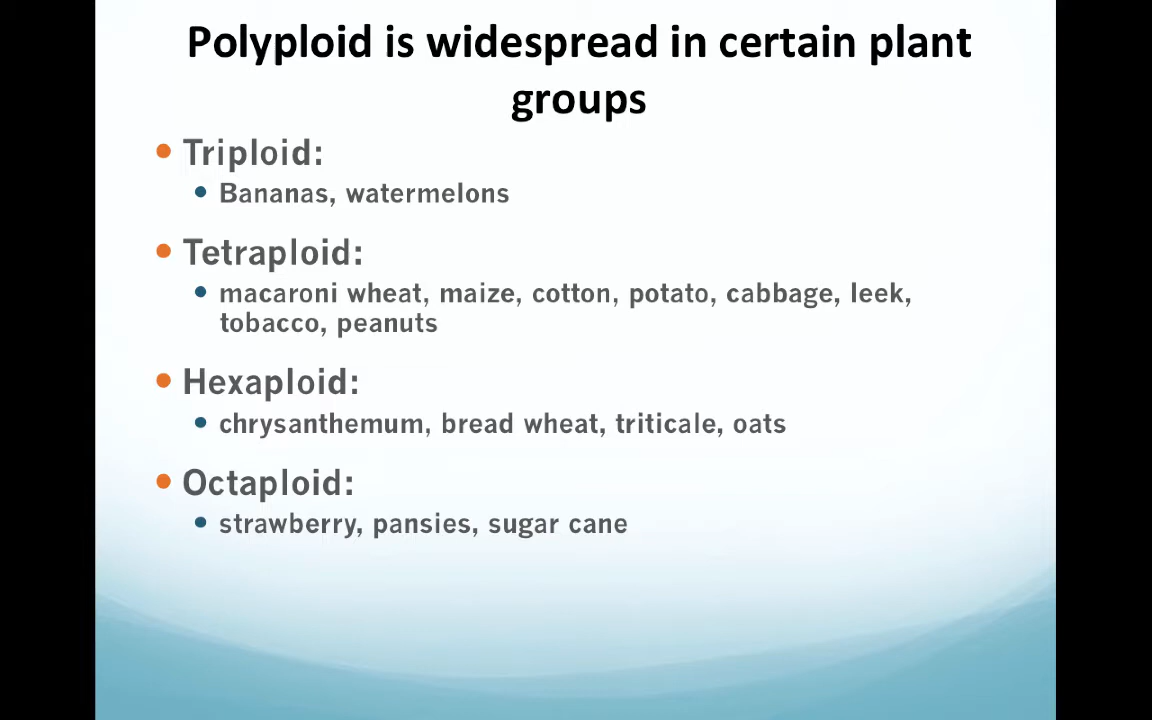 Polyploid is widespread in certain plant
groups
• Triploid:
• Bananas, watermelons
• Tetraploid:
• macaroni wheat, maize, cotton, potato, cabbage, leek,
tobacco, peanuts
• Hexaploid:
• chrysanthemum, bread wheat, triticale, oats
• Octaploid:
• strawberry, pansies, sugar cane